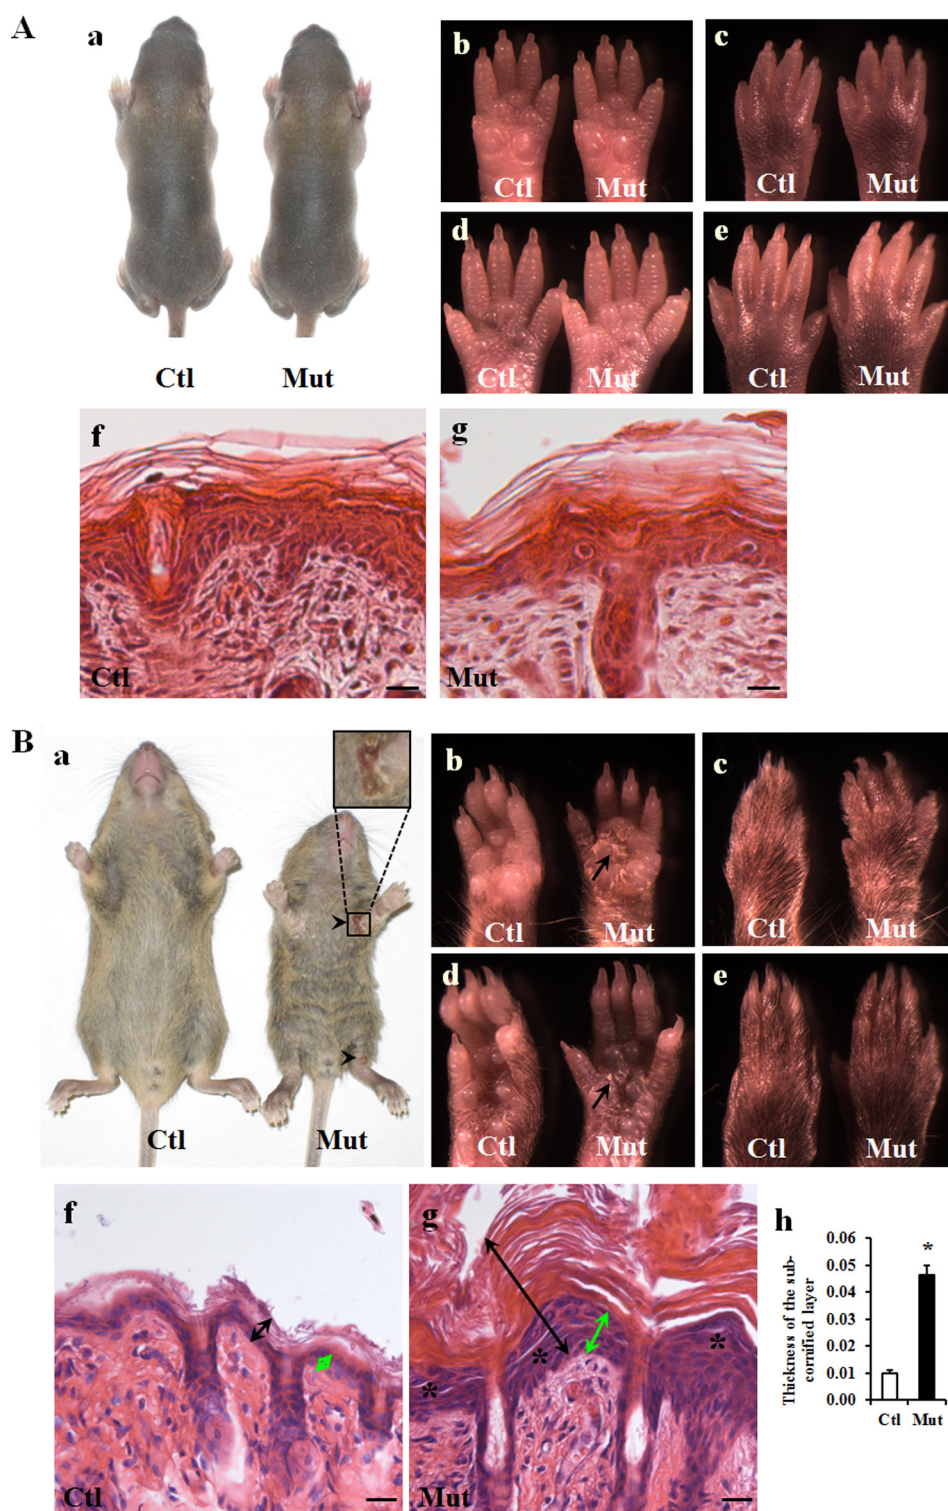 A
a
Ctl Mut
b
Ctl Mut
c
Ctl Mut
d
Ctl Mut
e
Ctl Mut
f
Ctl
g
Mut
B
a
Ctl Mut
b
Ctl Mut
c
Ctl Mut
d
Ctl Mut
e
Ctl Mut
f
Ctl
g
* * *
Mut
h
Thickness of the sub-
cornified layer
0.06
0.05
0.04
0.03
0.02
0.01
0.00
*
Ctl Mut